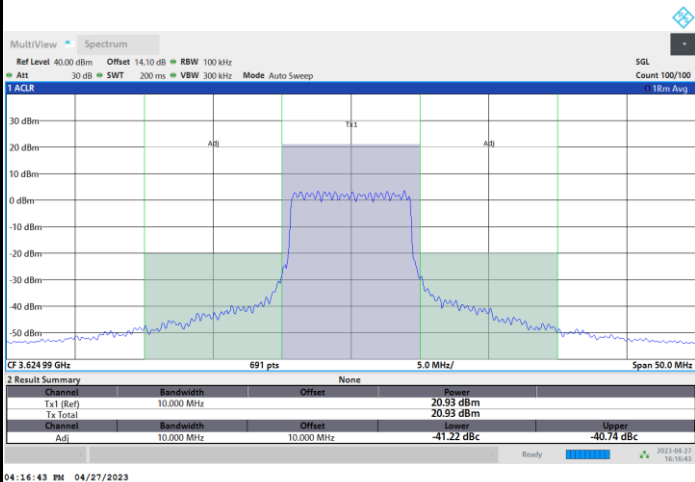 MultiView Spectrum
Ref Level 40.00 dBm Offset 14.10 dB RBW 100 kHz SGL
Att 30 dB SWT 200 ms VBW 300 kHz Mode Auto Sweep Count 100/100
1 ACLR 1Rm Avg
30 dBm
Tx1
20 dBm
Adj Adj
10 dBm
0 dBm
-10 dBm
-20 dBm
-30 dBm
-40 dBm
-50 dBm
CF 3.624 99 GHz 691 pts 5.0 MHz/ Span 50.0 MHz
2 Result Summary None
Channel Bandwidth Offset Power
Tx1 (Ref) 10.000 MHz 20.93 dBm
Tx Total 20.93 dBm
Channel Bandwidth Offset Lower Upper
Adj 10.000 MHz 10.000 MHz -41.22 dBc -40.74 dBc
Ready 2023-04-27
16:16:43
04:16:43 PM 04/27/2023